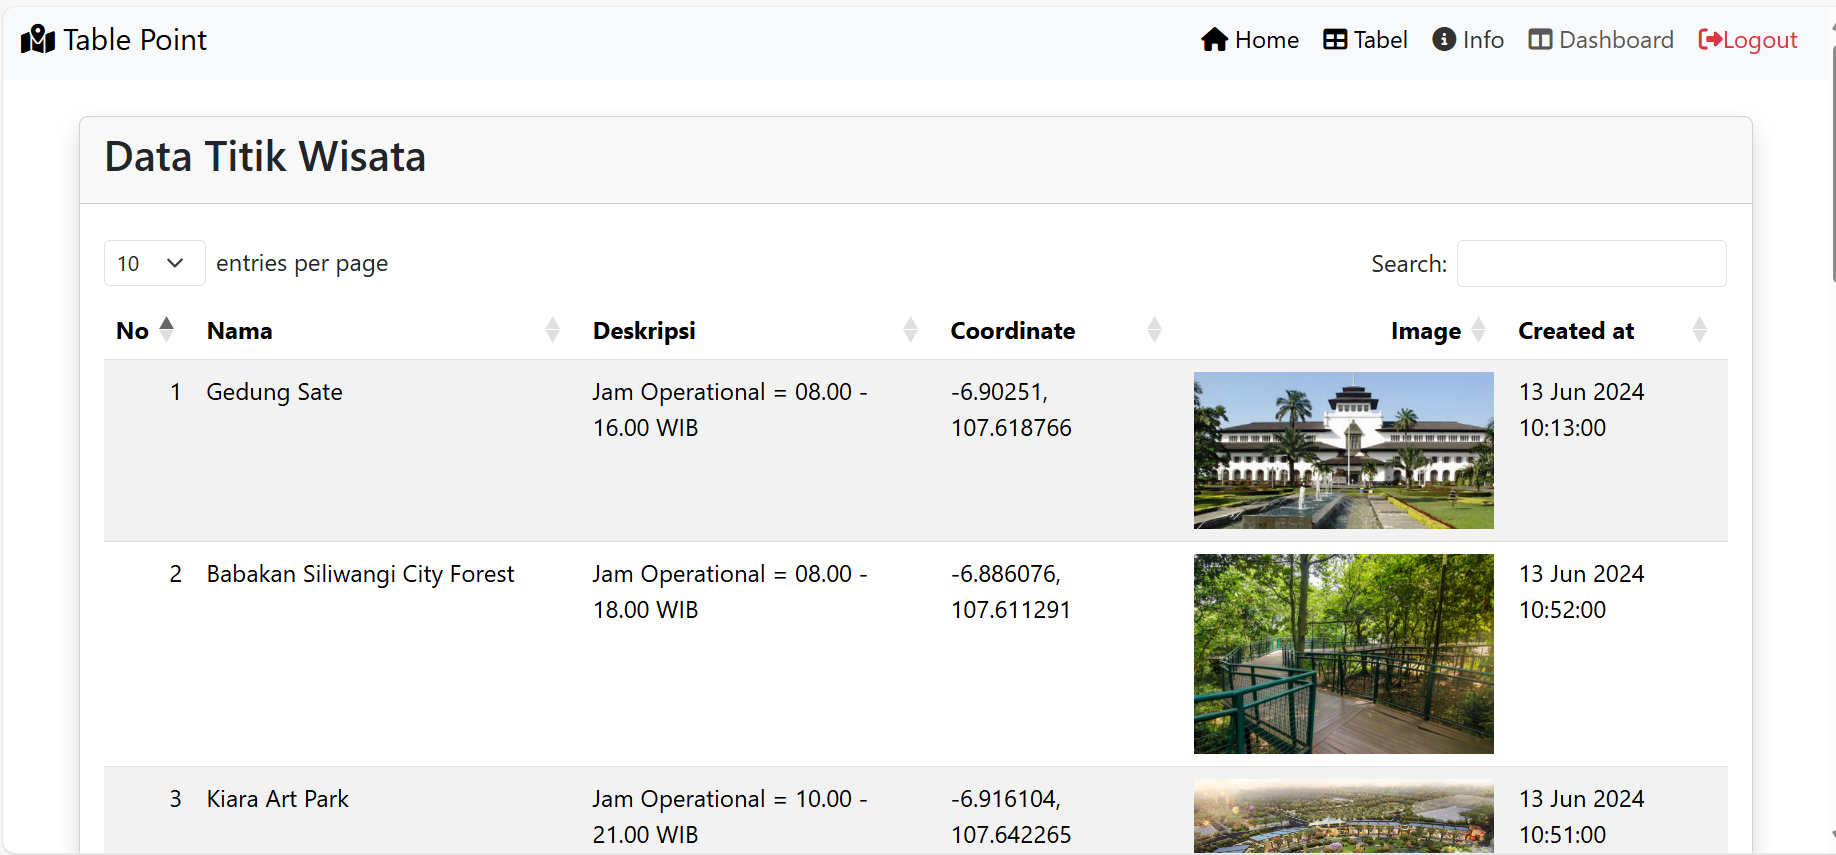 Table Point
Home Tabel Info Dashboard Logout
Data Titik Wisata
10 entries per page Search:
No Nama Deskripsi Coordinate Image Created at
1 Gedung Sate Jam Operational = 08.00 - -6.90251, 13 Jun 2024
16.00 WIB 107.618766 10:13:00
2 Babakan Siliwangi City Forest Jam Operational = 08.00 - -6.886076, 13 Jun 2024
18.00 WIB 107.611291 10:52:00
3 Kiara Art Park Jam Operational = 10.00 - -6.916104, 13 Jun 2024
21.00 WIB 107.642265 10:51:00